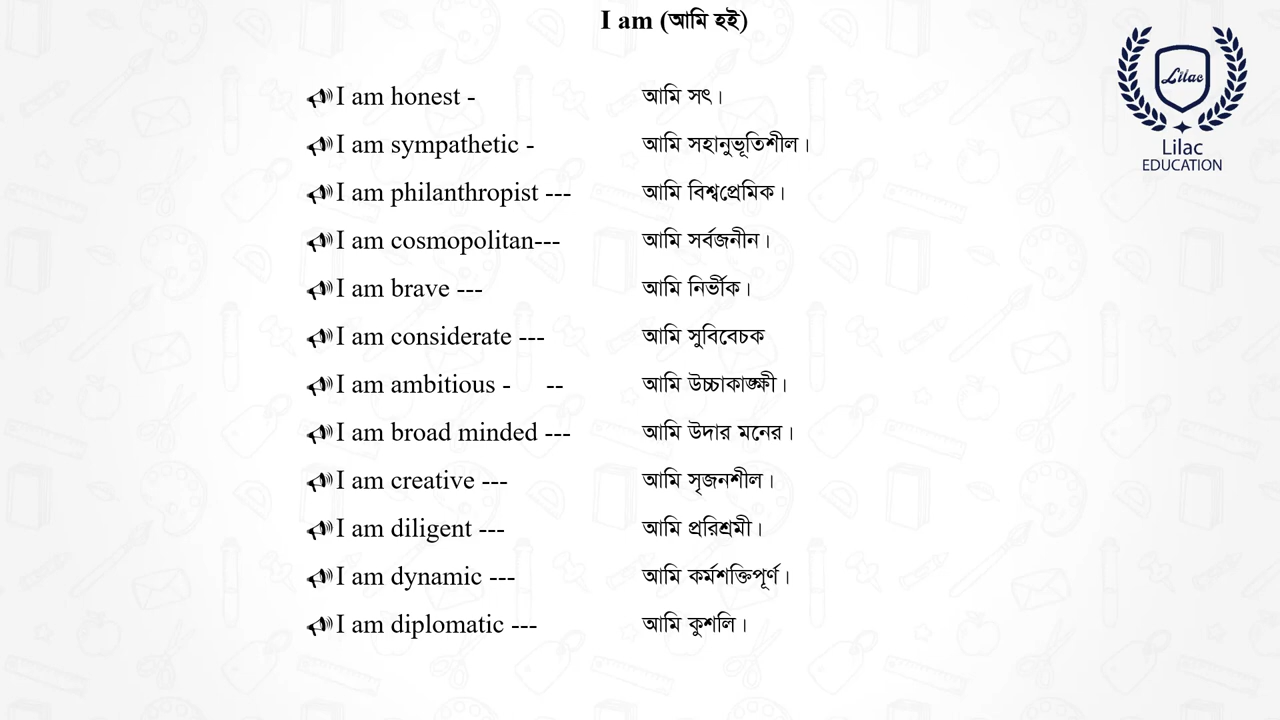 I am (আমি হই)
Lilac
Lilac
EDUCATION
I am honest - আমি সৎ।
I am sympathetic - আমি সহানুভূতিশীল।
I am philanthropist --- আমি বিশ্বপ্রেমিক।
I am cosmopolitan--- আমি সর্বজনীন।
I am brave --- আমি নির্ভীক।
I am considerate --- আমি সুবিবেচক
I am ambitious - -- আমি উচ্চাকাঙ্ক্ষী।
I am broad minded --- আমি উদার মনের।
I am creative --- আমি সৃজনশীল।
I am diligent --- আমি প্ররিশ্রমী।
I am dynamic --- আমি কর্মশক্তিপূর্ণ।
I am diplomatic --- আমি কুশলি।